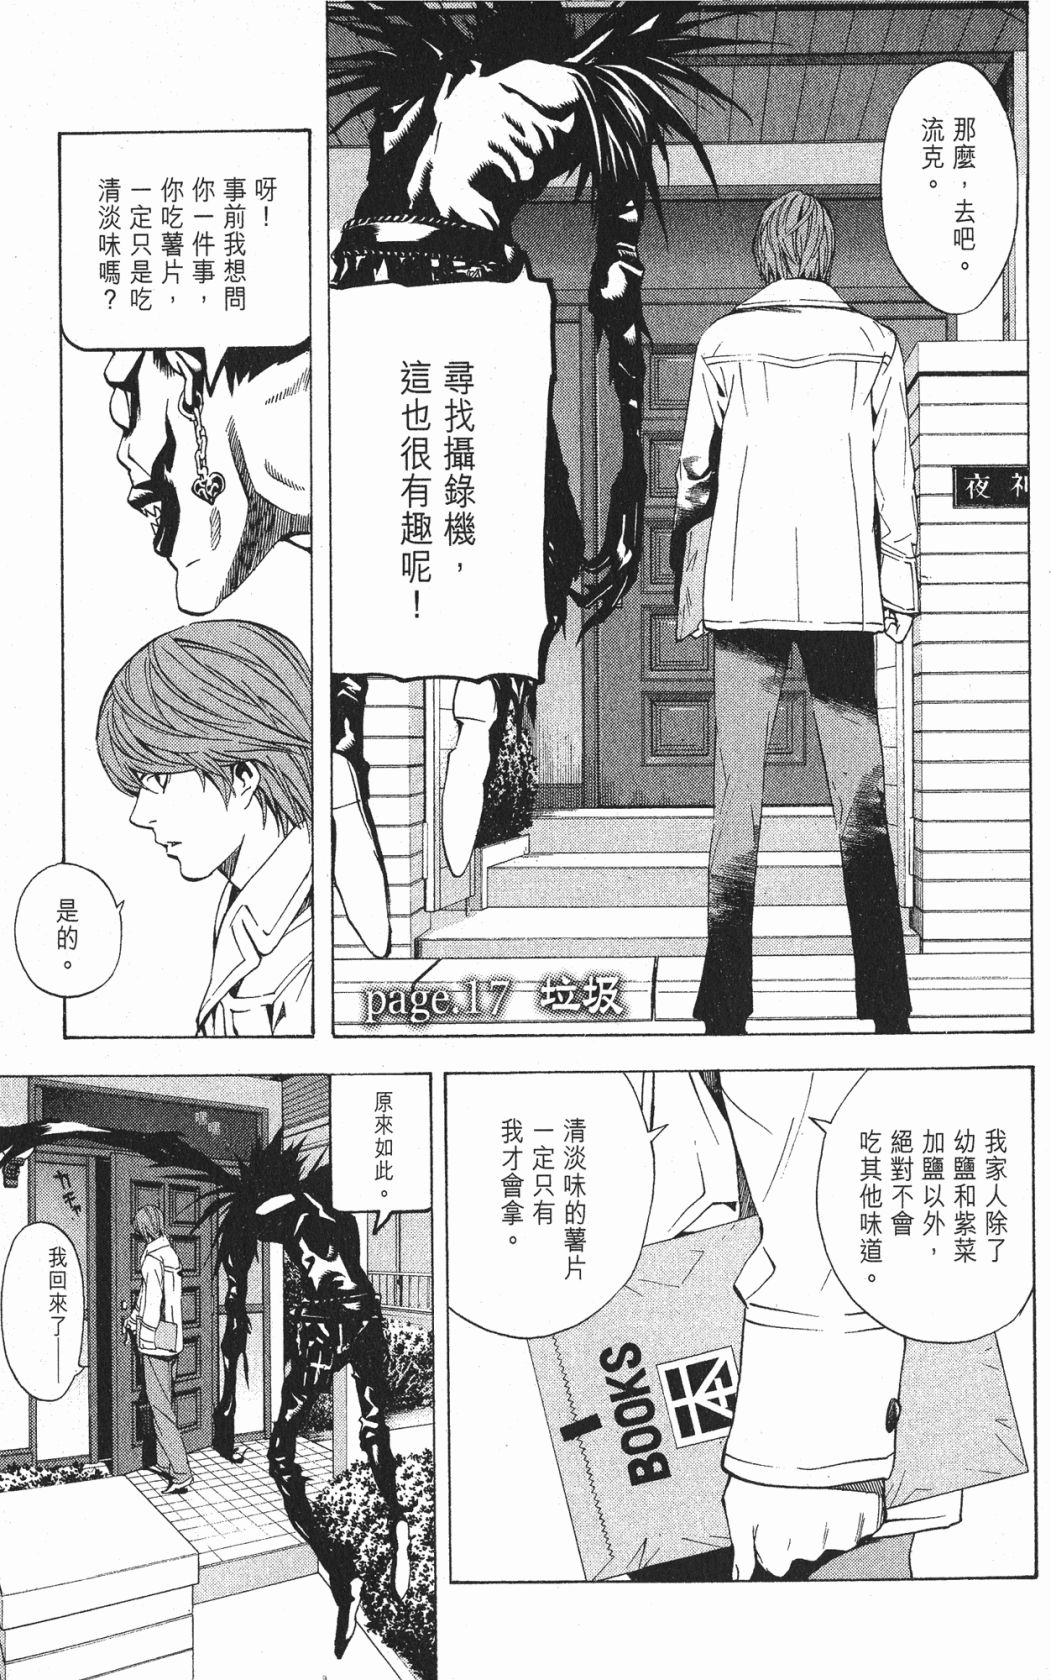 那麼，去吧。
流克。
尋找攝錄機，
這也很有趣呢！
夜神
page.17 垃圾
呀！
事前我想問
你一件事，
你吃薯片，
一定只是吃
清淡味嗎？
是的。
我家人除了
幼鹽和紫菜
加鹽以外，
絕對不會
吃其他味道。
清淡味的薯片
一定只有
我才會拿。
BOOKS
本
原來如此。
ガチャ
我回來了——